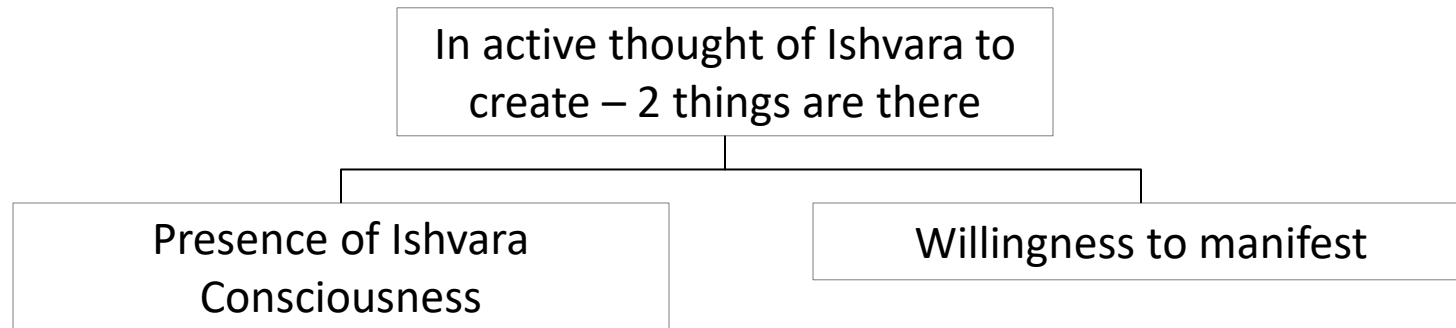 In active thought of Ishvara to
create – 2 things are there
Presence of Ishvara
Consciousness
Willingness to manifest